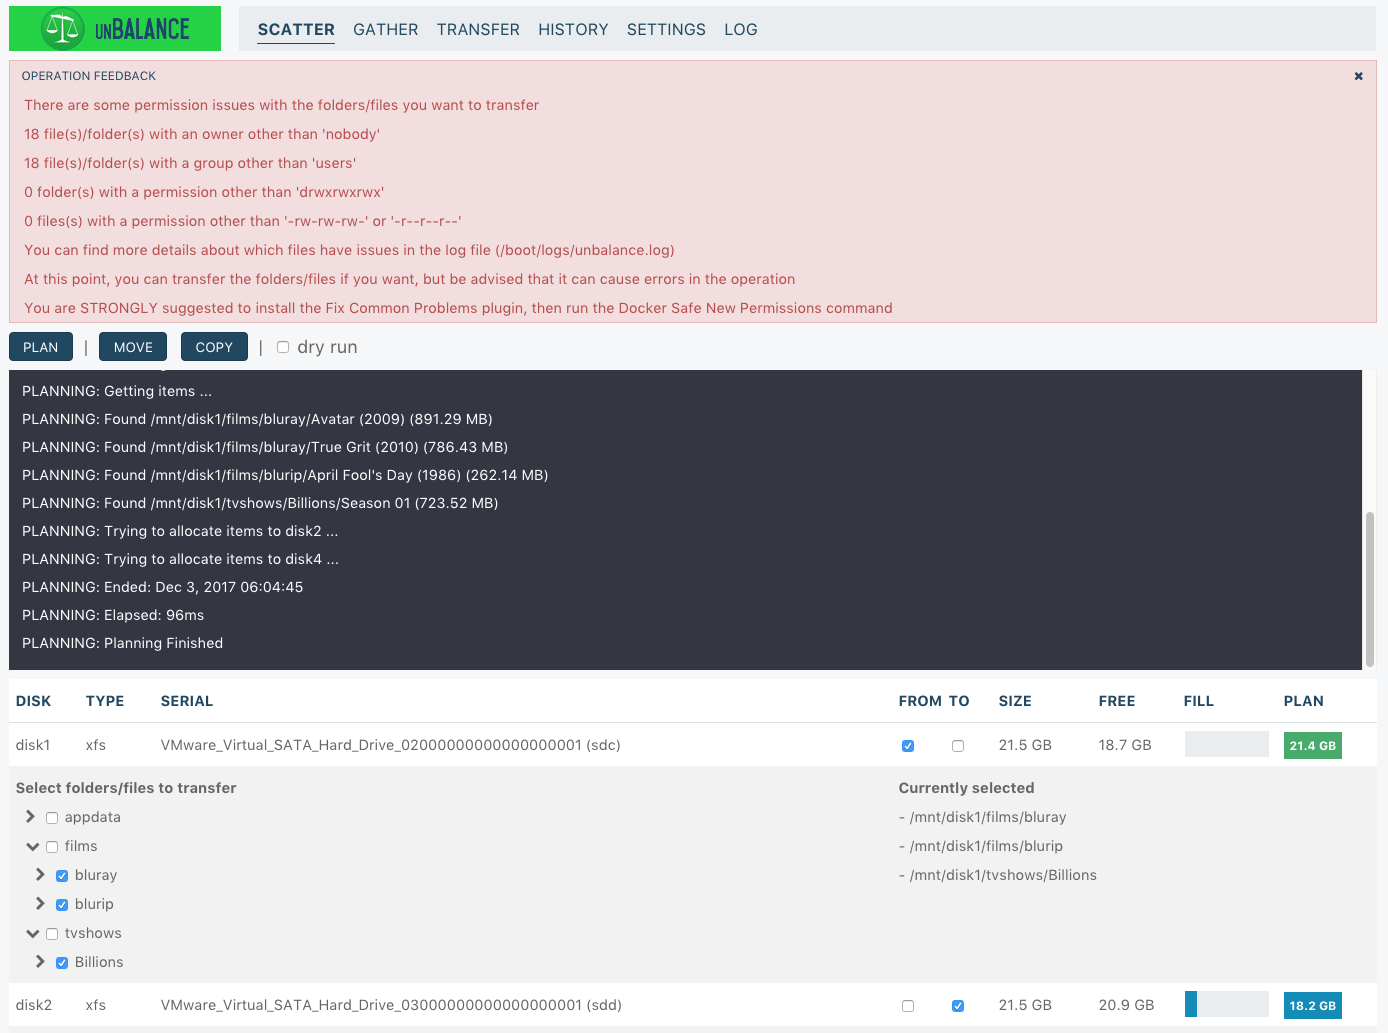 unBALANCE
SCATTER GATHER TRANSFER HISTORY SETTINGS LOG
OPERATION FEEDBACK ✖
There are some permission issues with the folders/files you want to transfer
18 file(s)/folder(s) with an owner other than 'nobody'
18 file(s)/folder(s) with a group other than 'users'
0 folder(s) with a permission other than 'drwxrwxrwx'
0 files(s) with a permission other than '-rw-rw-rw-' or '-r--r--r--'
You can find more details about which files have issues in the log file (/boot/logs/unbalance.log)
At this point, you can transfer the folders/files if you want, but be advised that it can cause errors in the operation
You are STRONGLY suggested to install the Fix Common Problems plugin, then run the Docker Safe New Permissions command
PLAN | MOVE COPY | dry run
PLANNING: Getting items ...
PLANNING: Found /mnt/disk1/films/bluray/Avatar (2009) (891.29 MB)
PLANNING: Found /mnt/disk1/films/bluray/True Grit (2010) (786.43 MB)
PLANNING: Found /mnt/disk1/films/blurip/April Fool's Day (1986) (262.14 MB)
PLANNING: Found /mnt/disk1/tvshows/Billions/Season 01 (723.52 MB)
PLANNING: Trying to allocate items to disk2 ...
PLANNING: Trying to allocate items to disk4 ...
PLANNING: Ended: Dec 3, 2017 06:04:45
PLANNING: Elapsed: 96ms
PLANNING: Planning Finished
DISK TYPE SERIAL FROM TO SIZE FREE FILL PLAN
disk1 xfs VMware_Virtual_SATA_Hard_Drive_02000000000000000001 (sdc) 21.5 GB 18.7 GB 21.4 GB
Select folders/files to transfer Currently selected
appdata - /mnt/disk1/films/bluray
films - /mnt/disk1/films/blurip
bluray - /mnt/disk1/tvshows/Billions
blurip
tvshows
Billions
disk2 xfs VMware_Virtual_SATA_Hard_Drive_03000000000000000001 (sdd) 21.5 GB 20.9 GB 18.2 GB